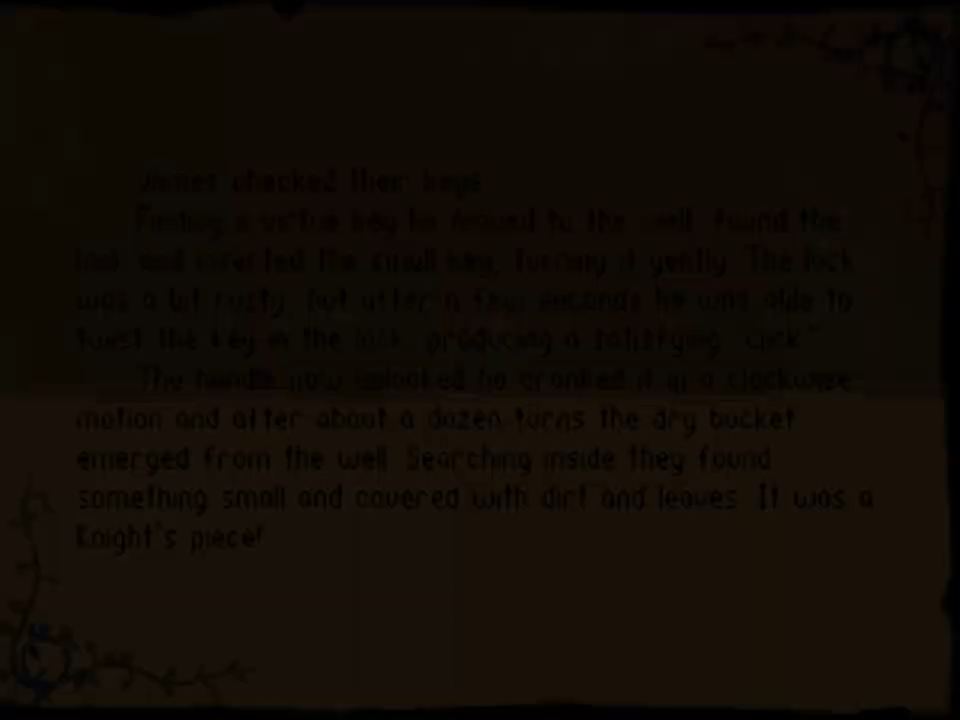 James checked their keys
Finding a           key he moved to the well, found the
lock and inserted the small key, turning it gently. The lock
was a bit rusty, but after a few seconds he was able to
twist the key in the lock, producing a satisfying "click"
The handle now unlocked he cranked it in a clockwise
motion and after about a dozen turns the dry bucket
emerged from the well. Searching inside they found
something small and covered with dirt and leaves. It was a
Knight's piece!